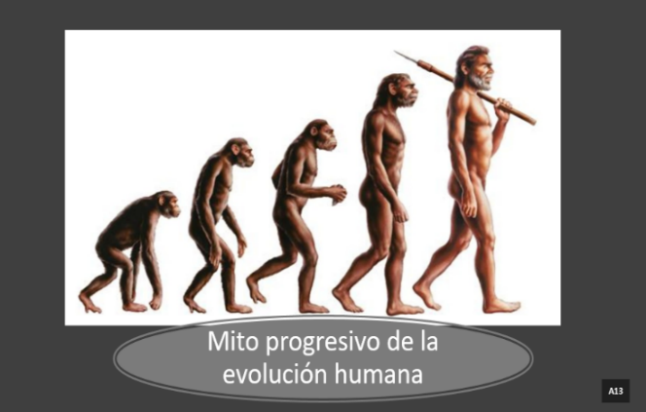 Mito progresivo de la
evolución humana
A13